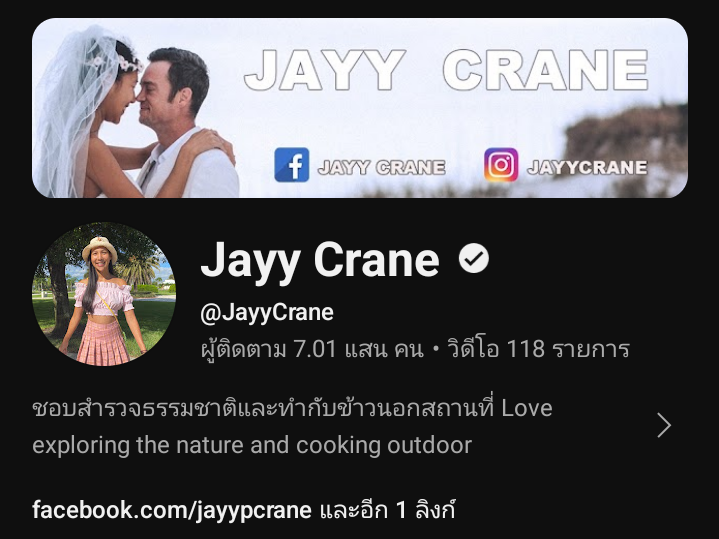 JAYY CRANE
JAYY CRANE JAYYCRANE
Jayy Crane
@JayyCrane
ผู้ติดตาม 7.01 แสน คน • วิดีโอ 118 รายการ
ชอบสำรวจธรรมชาติและทำกับข้าวนอกสถานที่ Love
exploring the nature and cooking outdoor
facebook.com/jayypcrane และอีก 1 ลิงก์